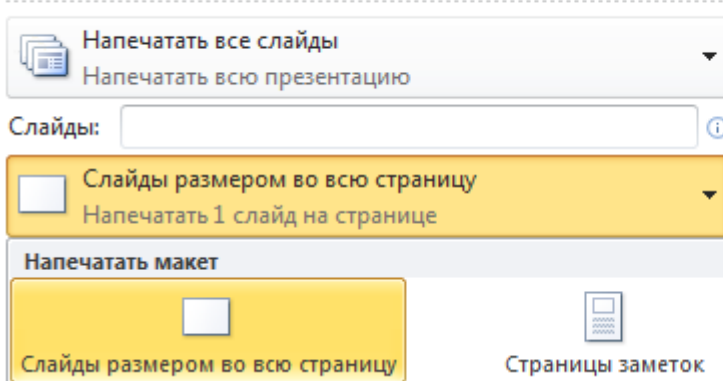 Напечатать все слайды
Напечатать всю презентацию
Слайды:
Слайды размером во всю страницу
Напечатать 1 слайд на странице
Напечатать макет
Слайды размером во всю страницу
Страницы заметок